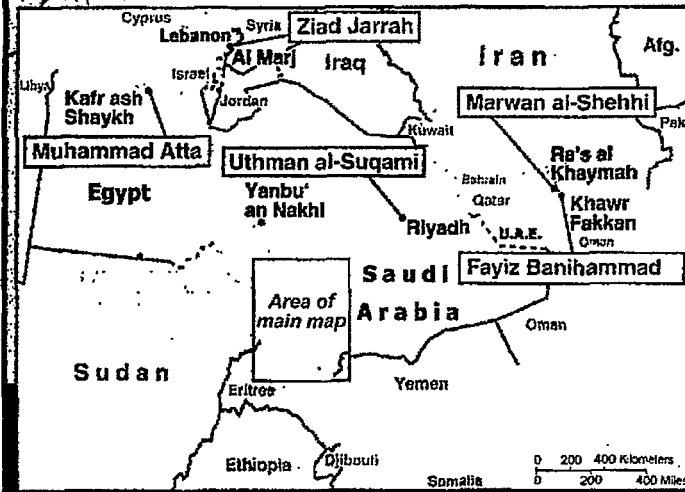 Cyprus
Syria
Ziad Jarrah
Lebanon
Al Marj
Iraq
Iran
Afg.
Israel
Jordan
Kafr ash
Shaykh
Marwan al-Shehhi
Kuwait
Muhammad Atta
Uthman al-Suqami
Ra's al
Khaymah
Egypt
Yanbu'
an Nakhl
Bahrain
Qatar
Khawr
Fakkan
Riyadh
U.A.E.
Oman
Saudi
Arabia
Fayiz Banihammad
Area of
main map
Oman
Sudan
Yemen
Eritrea
Ethiopia
Djibouti
Somalia
0 200 400 Kilometers
0 200 400 Miles